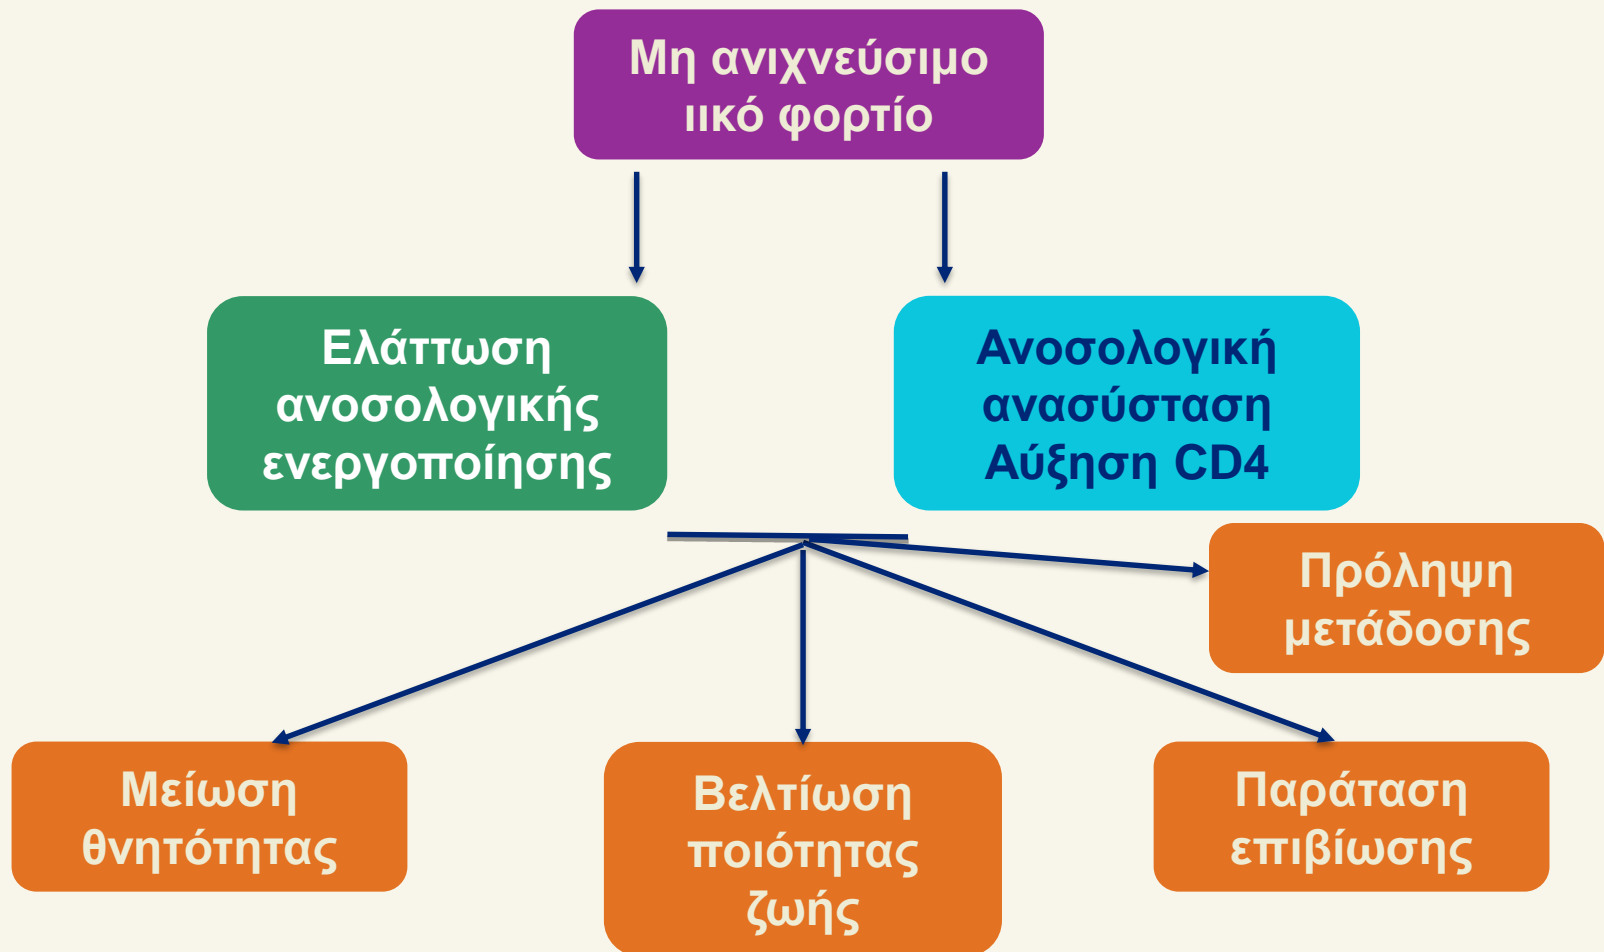 Μη ανιχνεύσιμο
ιικό φορτίο
Ελάττωση
ανοσολογικής
ενεργοποίησης
Ανοσολογική
ανασύσταση
Αύξηση CD4
Πρόληψη
μετάδοσης
Μείωση
θνητότητας
Βελτίωση
ποιότητας
ζωής
Παράταση
επιβίωσης